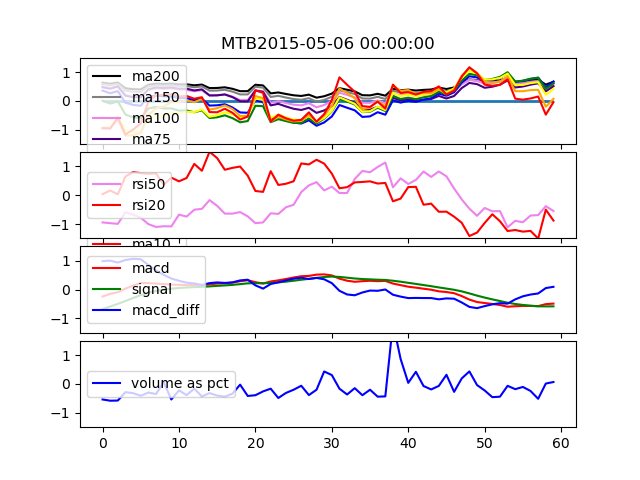 MTB2015-05-06 00:00:00
1
0
−1
ma200
ma150
ma100
ma75
1
0
−1
rsi50
rsi20
ma10
1
0
−1
macd
signal
macd_diff
1
0
−1
volume as pct
0 10 20 30 40 50 60